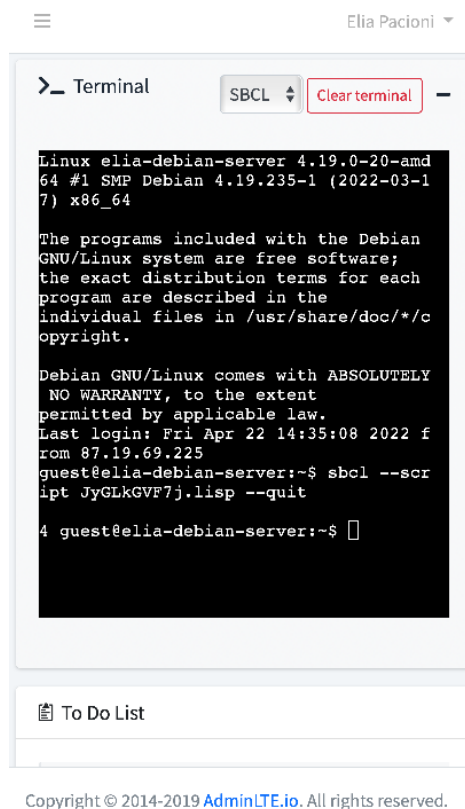 Elia Pacioni
Terminal
SBCL
Clear terminal
Linux elia-debian-server 4.19.0-20-amd
64 #1 SMP Debian 4.19.235-1 (2022-03-1
7) x86_64
The programs included with the Debian
GNU/Linux system are free software;
the exact distribution terms for each
program are described in the
individual files in /usr/share/doc/*/c
opyright.
Debian GNU/Linux comes with ABSOLUTELY
NO WARRANTY, to the extent
permitted by applicable law.
Last login: Fri Apr 22 14:35:08 2022 f
rom 87.19.69.225
guest@elia-debian-server:~$ sbcl --scr
ipt JyGLkGVF7j.lisp --quit
4 guest@elia-debian-server:~$
To Do List
Copyright © 2014-2019 AdminLTE.io. All rights reserved.